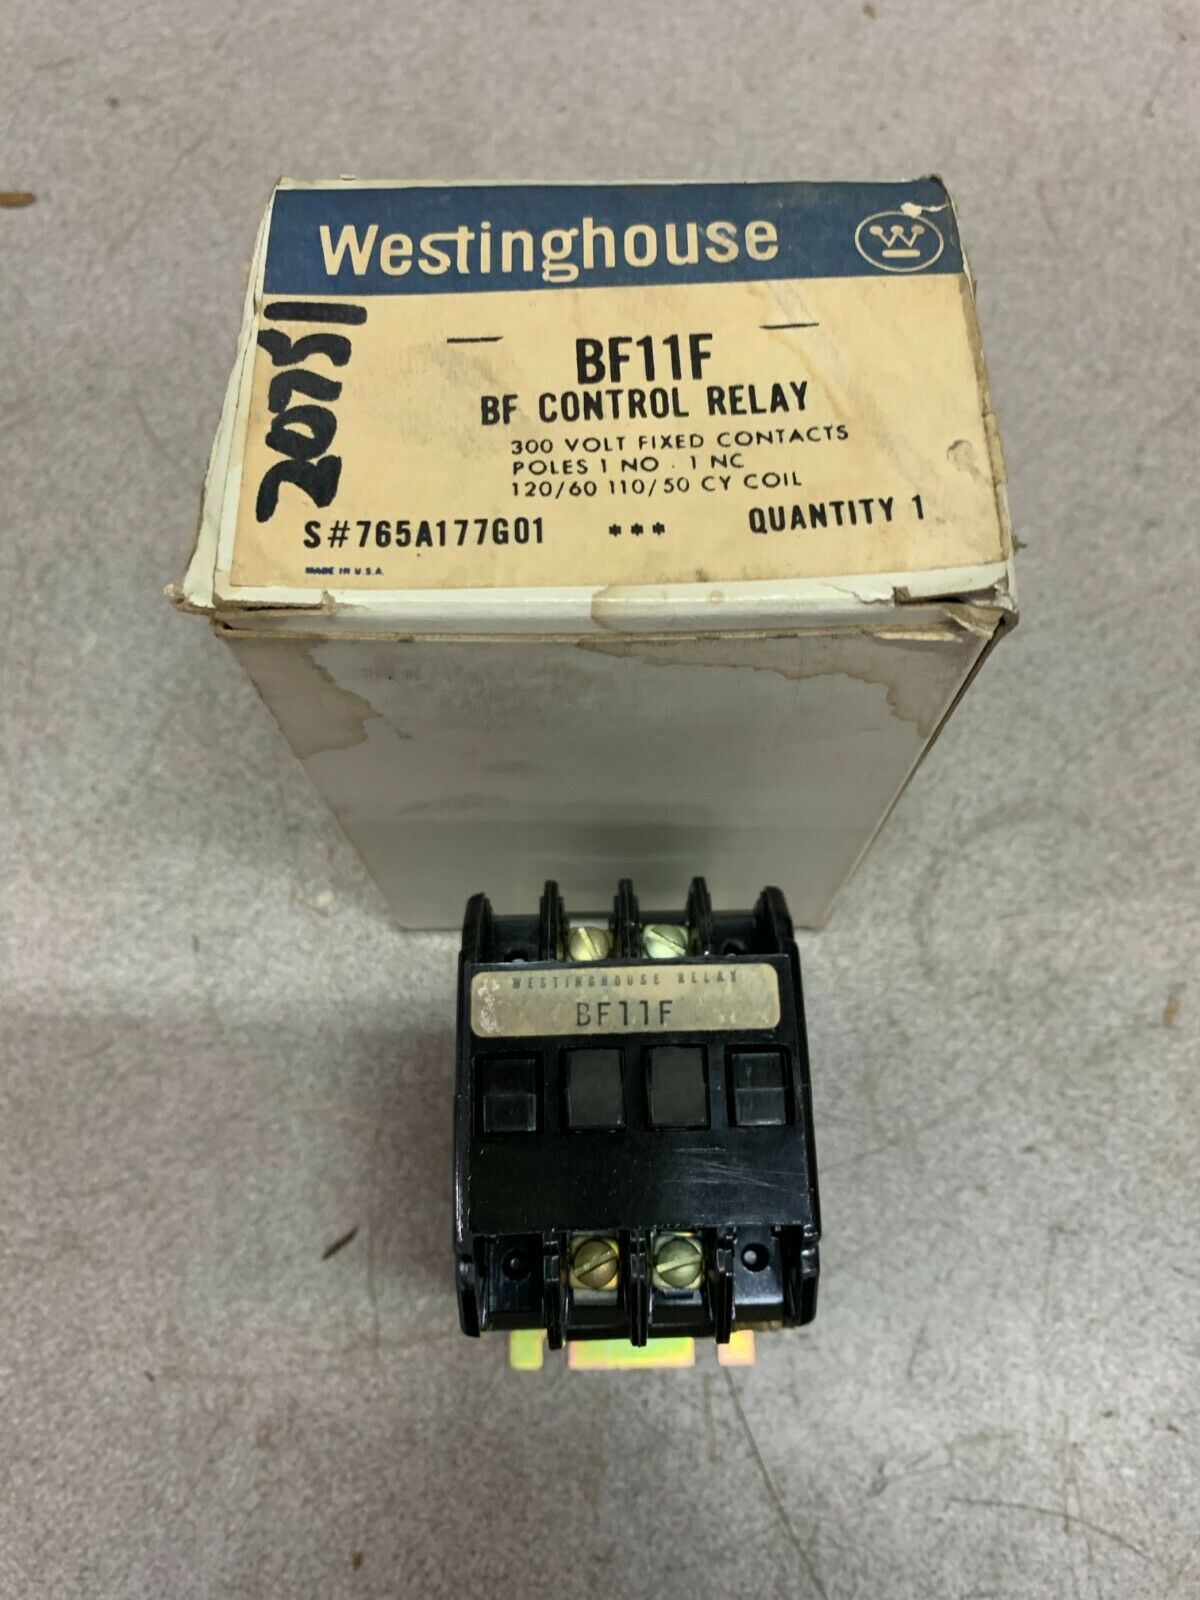 Westinghouse
W
BF11F
BF CONTROL RELAY
300 VOLT FIXED CONTACTS
POLES 1 NO . 1 NC
120/60 110/50 CY COIL
S#765A177G01 *** QUANTITY 1
MADE IN U.S.A.
20731
WESTINGHOUSE RELAY
BF11F